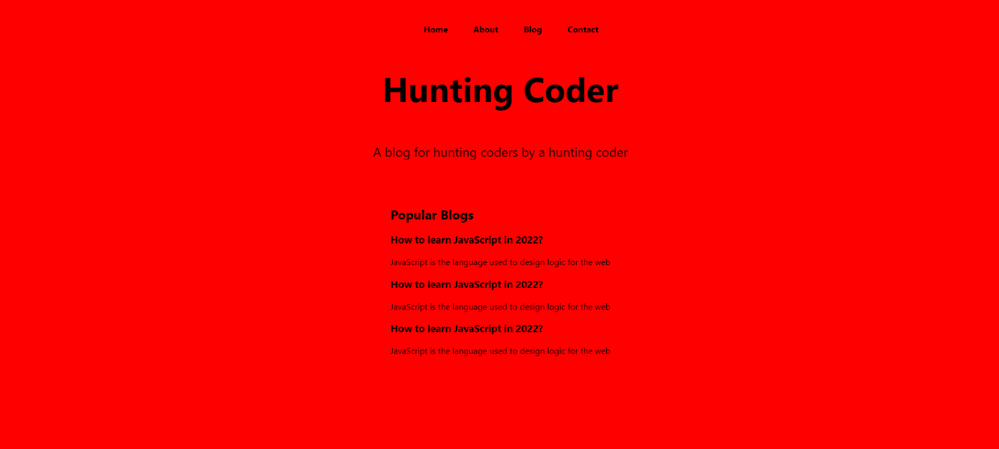 Home About Blog Contact
Hunting Coder
A blog for hunting coders by a hunting coder
Popular Blogs
How to learn JavaScript in 2022?
JavaScript is the language used to design logic for the web
How to learn JavaScript in 2022?
JavaScript is the language used to design logic for the web
How to learn JavaScript in 2022?
JavaScript is the language used to design logic for the web